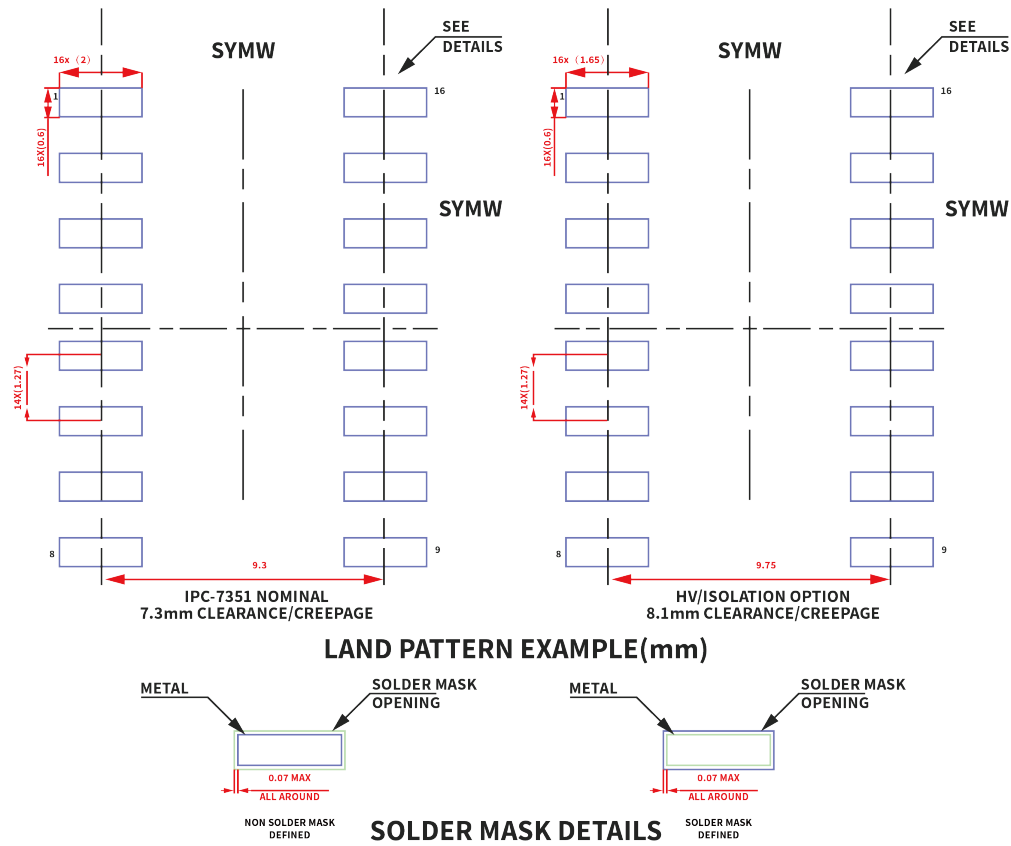 SYMW
SEE
DETAILS
16x（2）
1
16
16X(0.6)
SYMW
14X(1.27)
8
9
9.3
IPC-7351 NOMINAL
7.3mm CLEARANCE/CREEPAGE
SYMW
SEE
DETAILS
16x（1.65）
1
16
16X(0.6)
SYMW
14X(1.27)
8
9
9.75
HV/ISOLATION OPTION
8.1mm CLEARANCE/CREEPAGE
LAND PATTERN EXAMPLE(mm)
METAL
SOLDER MASK
OPENING
0.07 MAX
ALL AROUND
NON SOLDER MASK
DEFINED
METAL
SOLDER MASK
OPENING
0.07 MAX
ALL AROUND
SOLDER MASK
DEFINED
SOLDER MASK DETAILS